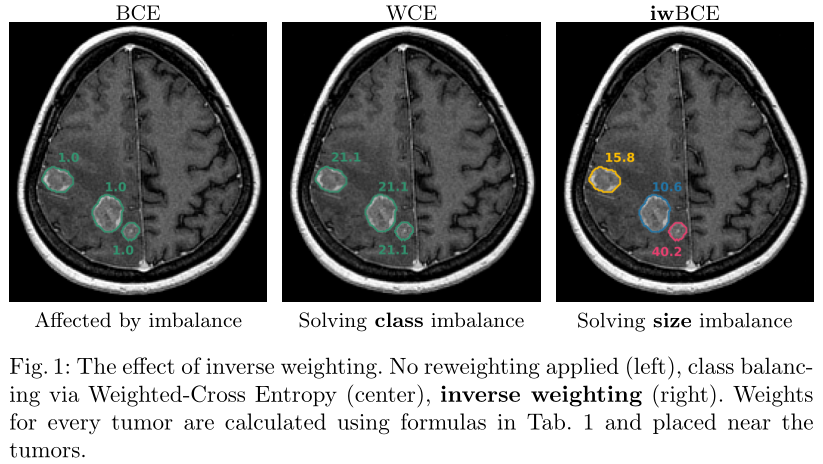 BCE
WCE
iwBCE
1.0
1.0
1.0
21.1
21.1
21.1
15.8
10.6
40.2
Affected by imbalance
Solving class imbalance
Solving size imbalance
Fig. 1: The effect of inverse weighting. No reweighting applied (left), class balanc-
ing via Weighted-Cross Entropy (center), inverse weighting (right). Weights
for every tumor are calculated using formulas in Tab. 1 and placed near the
tumors.